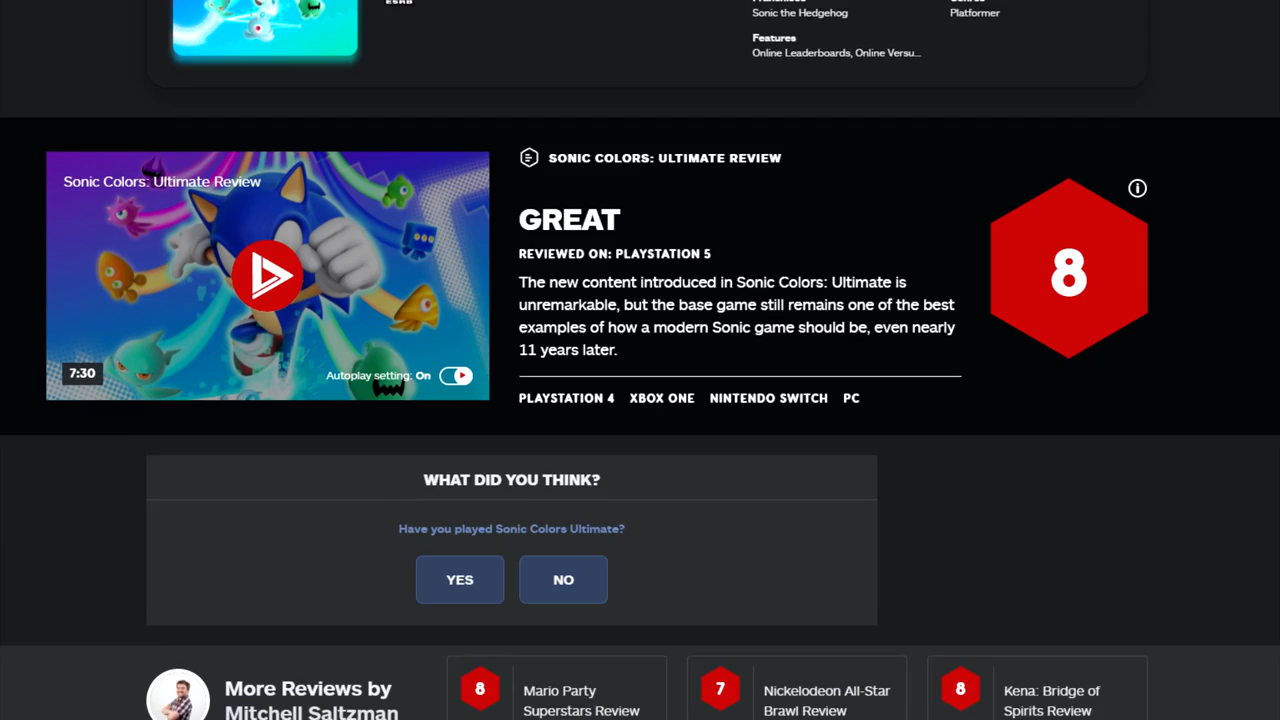 ESRB
Sonic the Hedgehog
Platformer
Features
Online Leaderboards, Online Versu...
Sonic Colors: Ultimate Review
7:30
Autoplay setting: On
SONIC COLORS: ULTIMATE REVIEW
GREAT
REVIEWED ON: PLAYSTATION 5
The new content introduced in Sonic Colors: Ultimate is
unremarkable, but the base game still remains one of the best
examples of how a modern Sonic game should be, even nearly
11 years later.
PLAYSTATION 4 XBOX ONE NINTENDO SWITCH PC
8
WHAT DID YOU THINK?
Have you played Sonic Colors Ultimate?
YES NO
More Reviews by
Mitchell Saltzman
8
Mario Party
Superstars Review
7
Nickelodeon All-Star
Brawl Review
8
Kena: Bridge of
Spirits Review